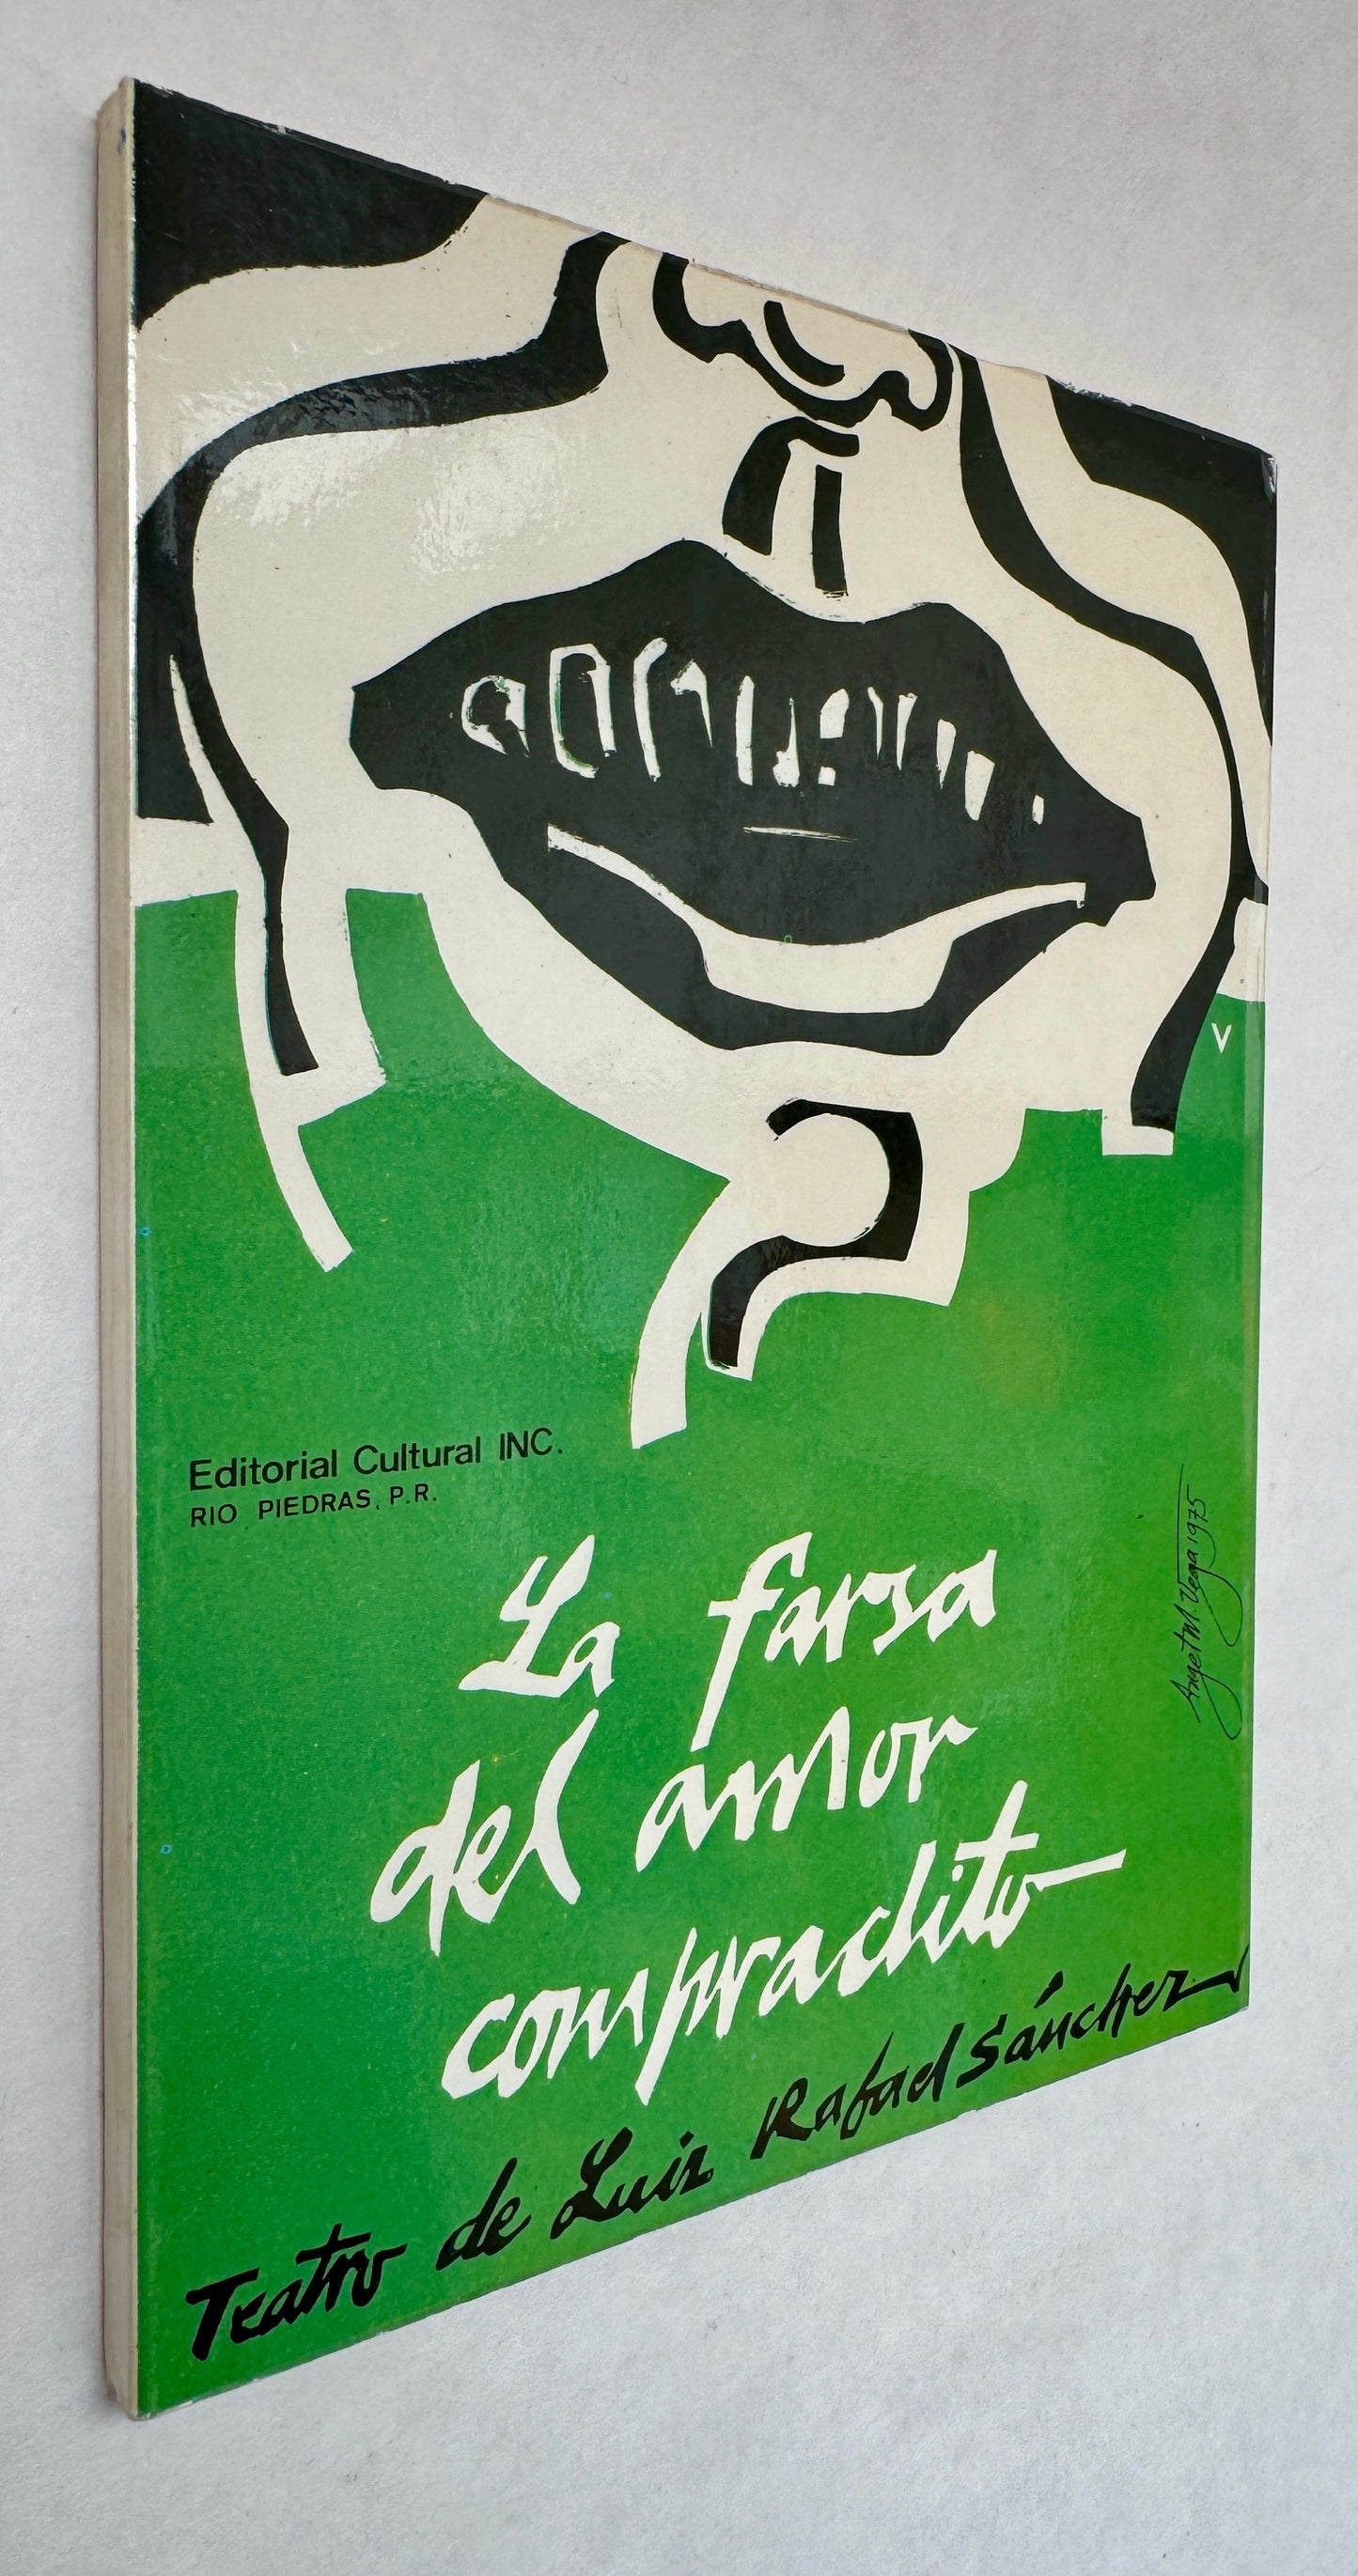 V
Editorial Cultural INC.
RIO PIEDRAS, P.R.
Angel M. Vega 1975
La farsa
del amor
compradito
Teatro de Luis Rafael Sánchez